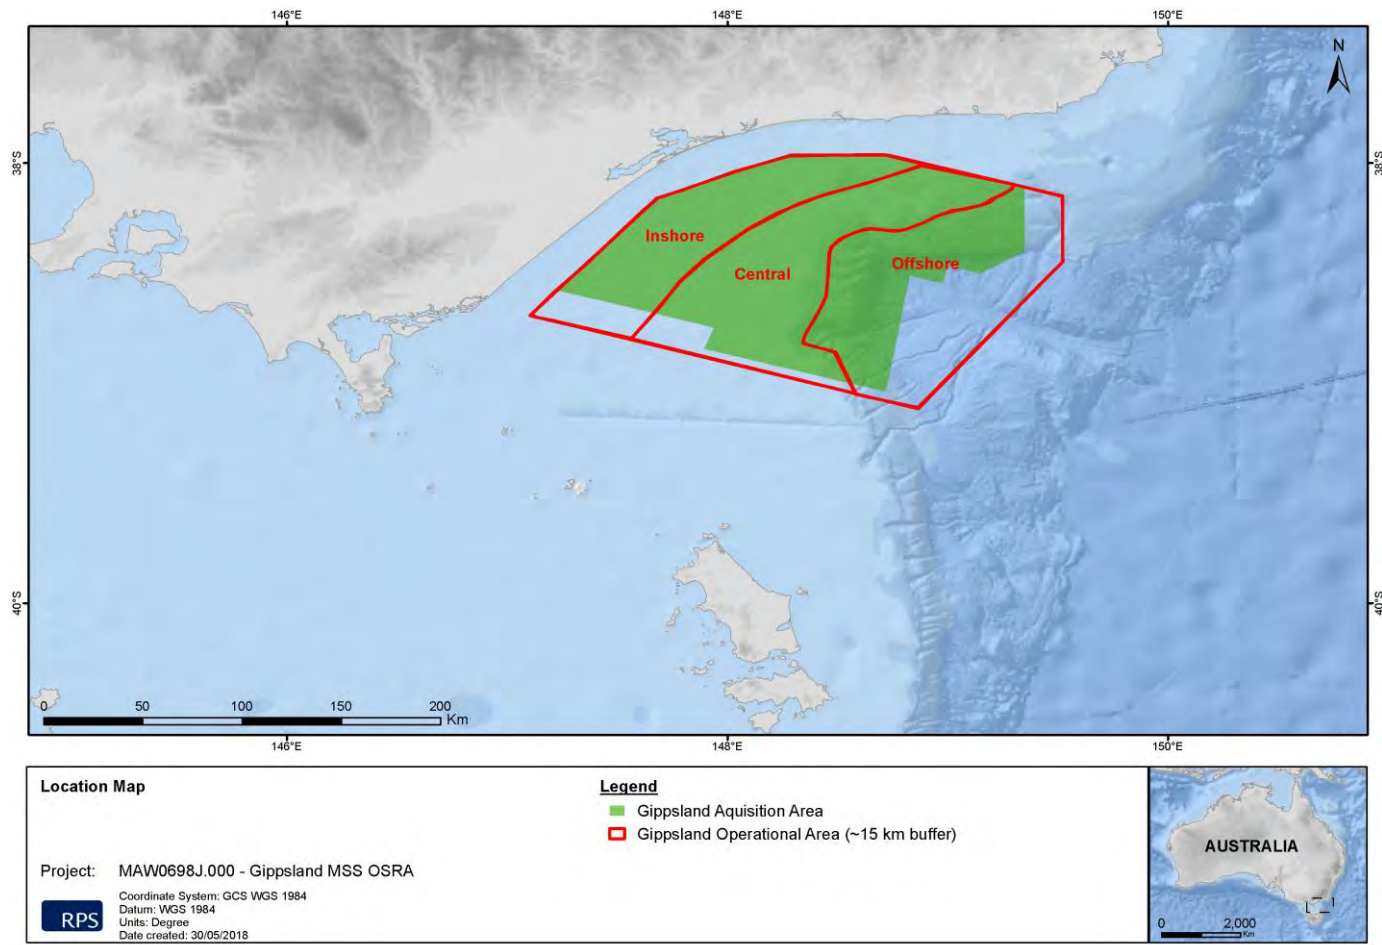 146°E 148°E 150°E
N
38°S 38°S
Inshore
Central
Offshore
40°S 40°S
0 50 100 150 200
Km
146°E 148°E 150°E
Location Map
Legend
Gippsland Aquisition Area
Gippsland Operational Area (~15 km buffer)
Project: MAW0698J.000 - Gippsland MSS OSRA
RPS
Coordinate System: GCS WGS 1984
Datum: WGS 1984
Units: Degree
Date created: 30/05/2018
AUSTRALIA
0 2,000
Km